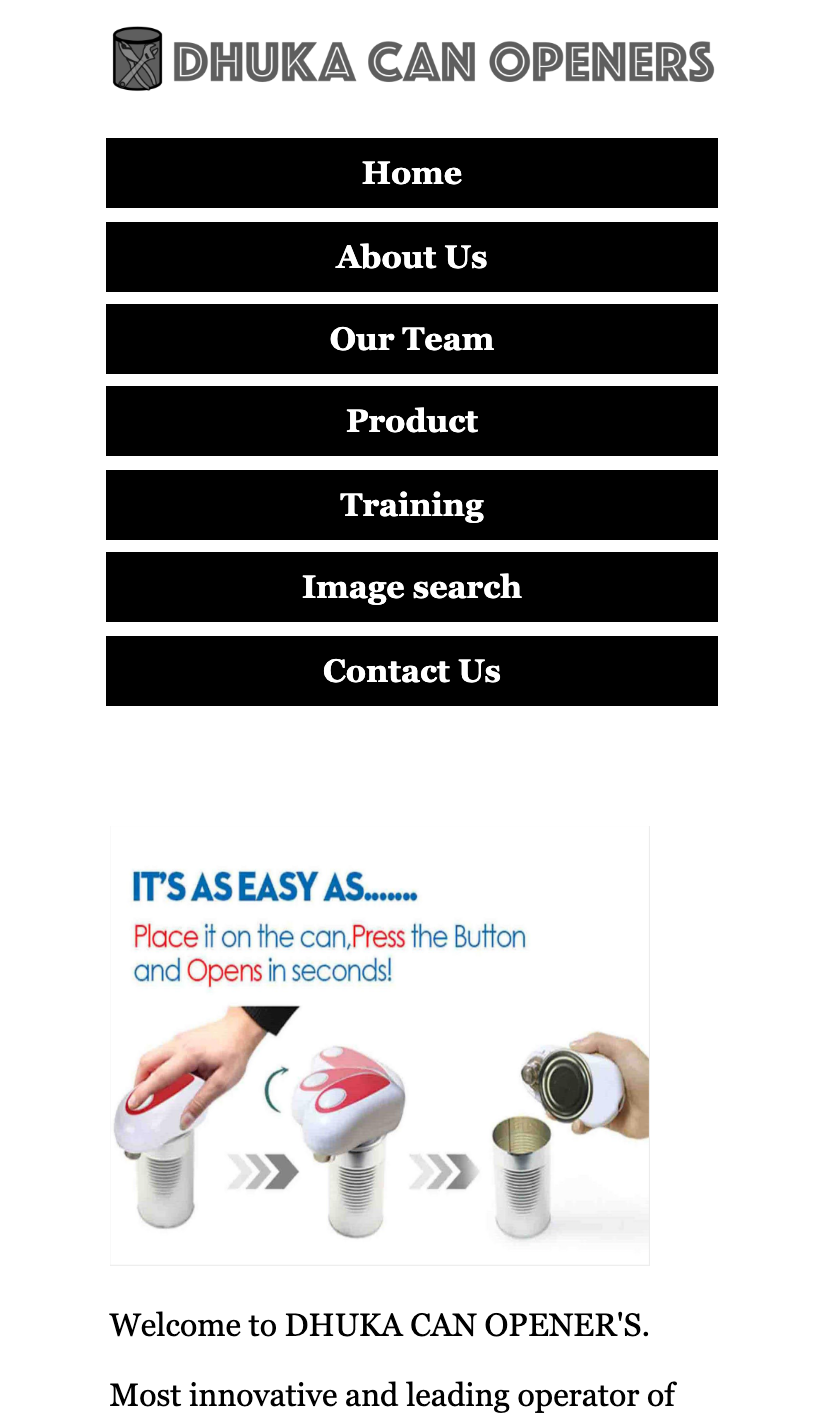 DHUKA CAN OPENERS
Home
About Us
Our Team
Product
Training
Image search
Contact Us
IT'S AS EASY AS.......
Place it on the can,Press the Button
and Opens in seconds!
Welcome to DHUKA CAN OPENER'S.
Most innovative and leading operator of